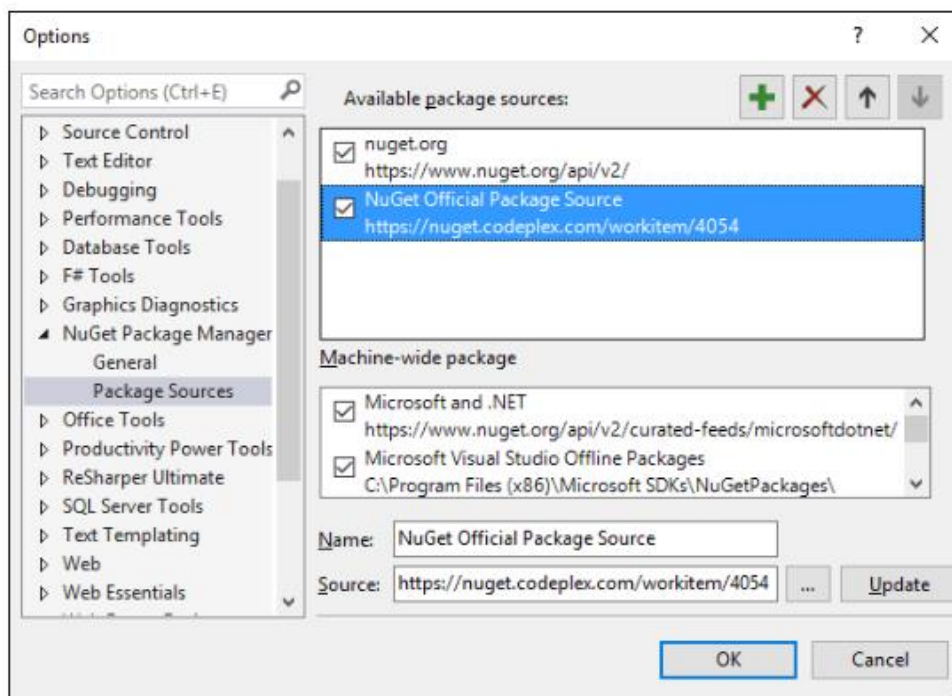 Options
Search Options (Ctrl+E)
Source Control
Text Editor
Debugging
Performance Tools
Database Tools
F# Tools
Graphics Diagnostics
NuGet Package Manager
General
Package Sources
Office Tools
Productivity Power Tools
ReSharper Ultimate
SQL Server Tools
Text Templating
Web
Web Essentials
Available package sources:
nuget.org
https://www.nuget.org/api/v2/
NuGet Official Package Source
https://nuget.codeplex.com/workitem/4054
Machine-wide package
Microsoft and .NET
https://www.nuget.org/api/v2/curated-feeds/microsoftdotnet/
Microsoft Visual Studio Offline Packages
C:\Program Files (x86)\Microsoft SDKs\NuGetPackages\
Name: NuGet Official Package Source
Source: https://nuget.codeplex.com/workitem/4054 ... Update
OK Cancel